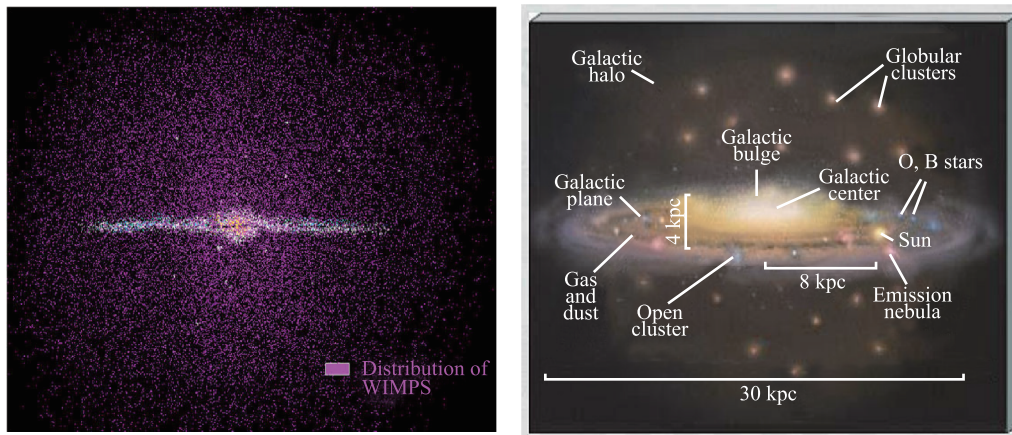 Distribution of
WIMPS
Galactic
halo
Globular
clusters
Galactic
bulge
O, B stars
Galactic
center
Galactic
plane
4 kpc
Sun
8 kpc
Gas
and
dust
Open
cluster
Emission
nebula
30 kpc